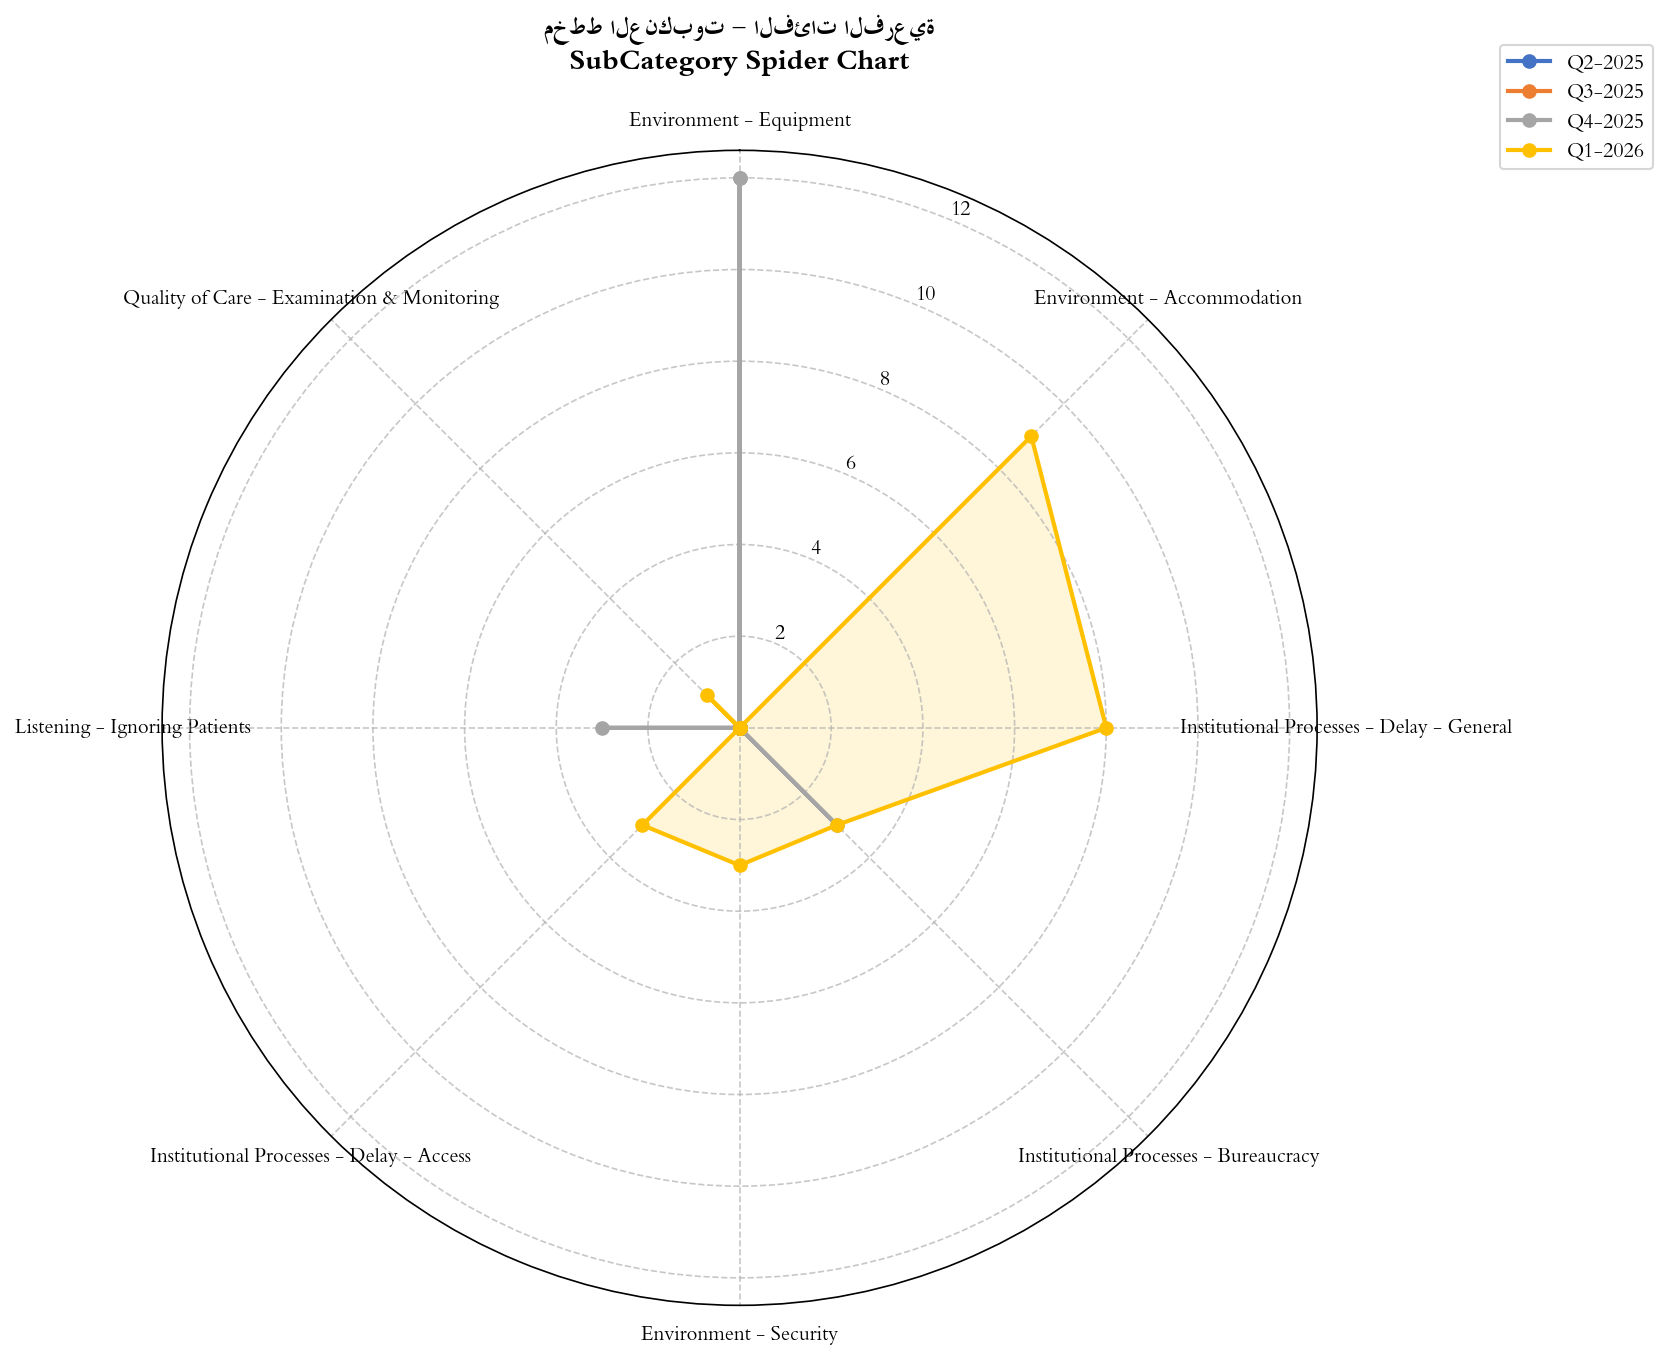 مخطط العنكبوت – الفئات الفرعية
SubCategory Spider Chart
Q2-2025
Q3-2025
Q4-2025
Q1-2026
Environment - Equipment
12
10
Quality of Care - Examination & Monitoring
Environment - Accommodation
8
6
4
2
Listening - Ignoring Patients
Institutional Processes - Delay - General
Institutional Processes - Delay - Access
Institutional Processes - Bureaucracy
Environment - Security